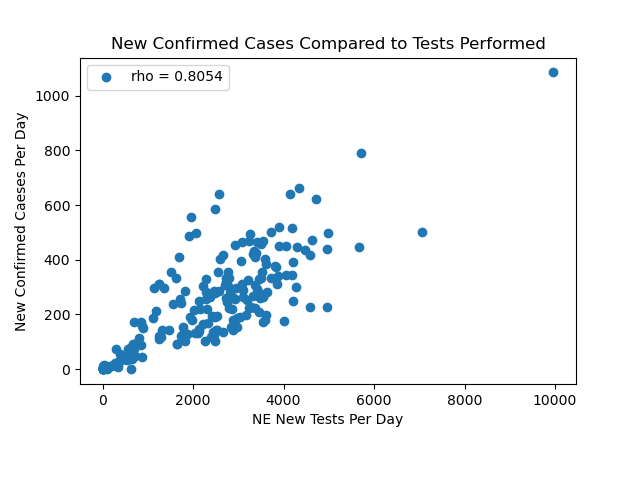 New Confirmed Cases Compared to Tests Performed
rho = 0.8054
New Confirmed Caeses Per Day
1000
800
600
400
200
0
0 2000 4000 6000 8000 10000
NE New Tests Per Day